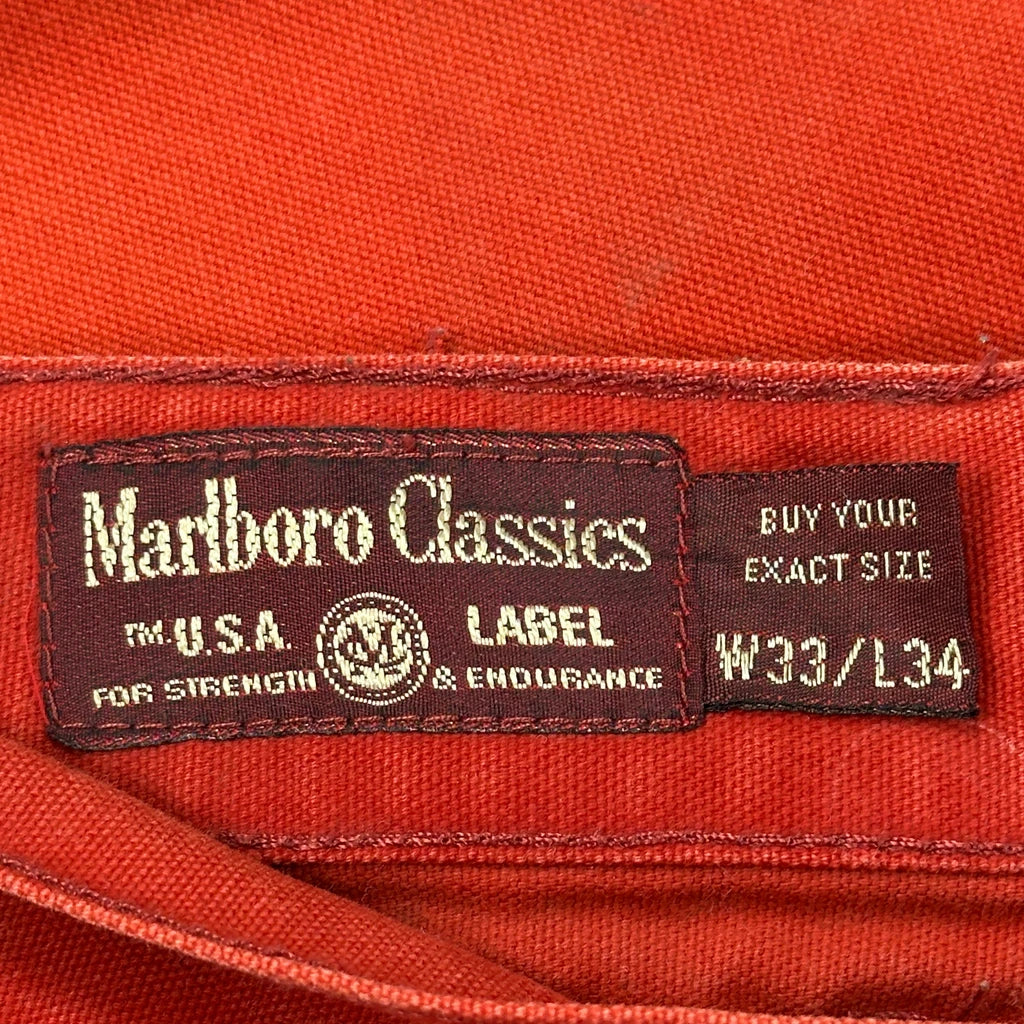 Marlboro Classics
TM. U.S.A. LABEL
FOR STRENGTH & ENDURANCE
BUY YOUR
EXACT SIZE
W33/L34